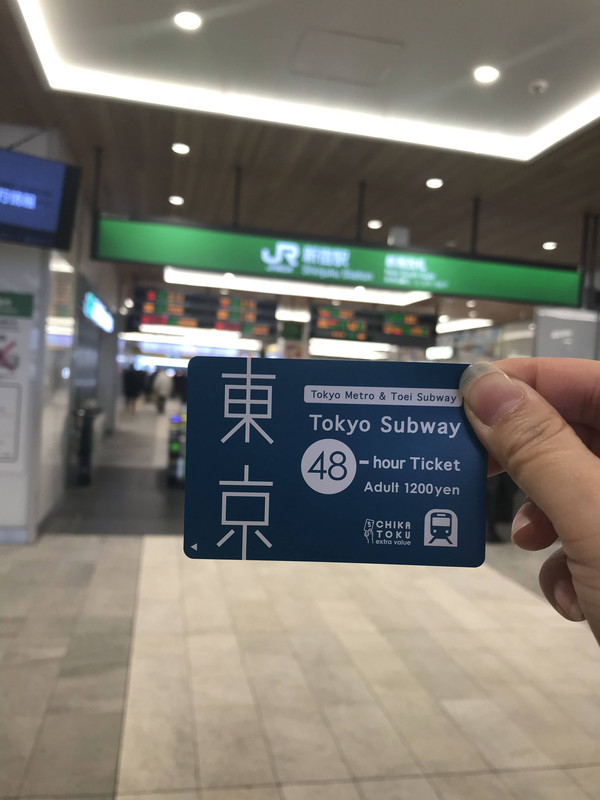 JR 新宿駅
Shinjuku Station
東京
Tokyo Metro & Toei Subway
Tokyo Subway
48-hour Ticket
Adult 1200yen
CHIKA
TOKU
extra value